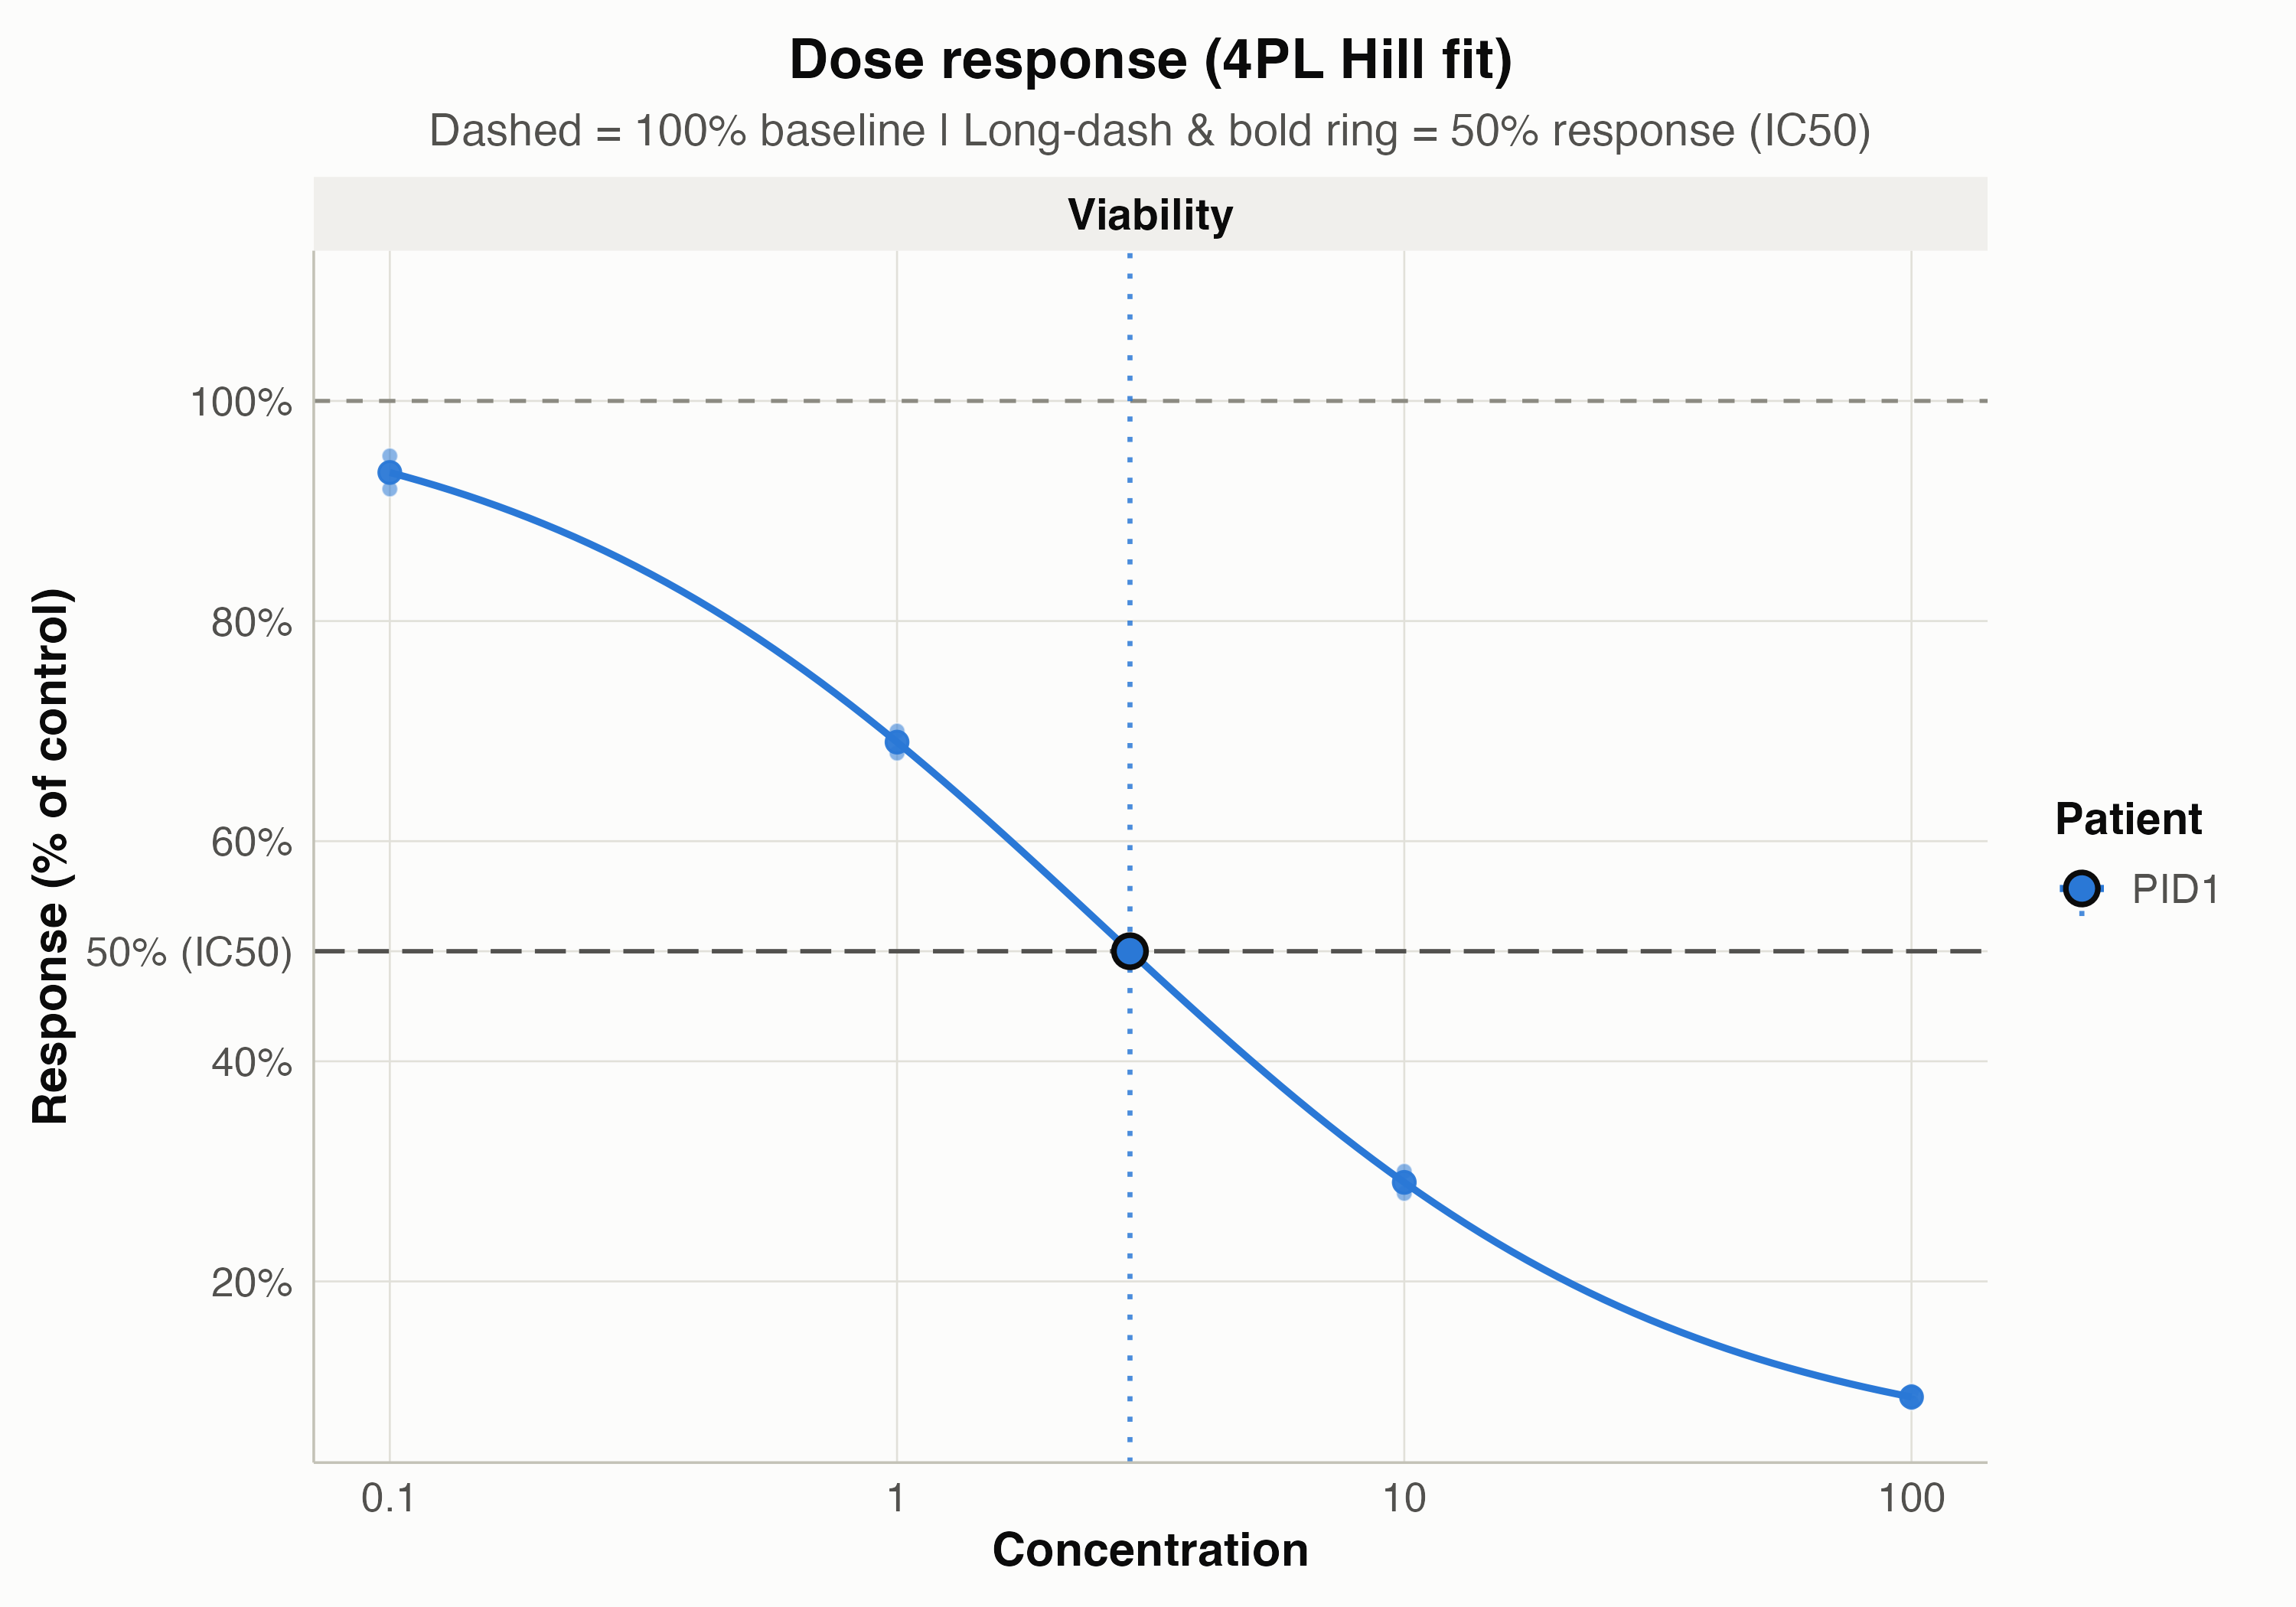 Dose response (4PL Hill fit)
Dashed = 100% baseline | Long-dash & bold ring = 50% response (IC50)
Viability
Response (% of control)
100%
80%
60%
50% (IC50)
40%
20%
0.1
1
10
100
Concentration
Patient
PID1